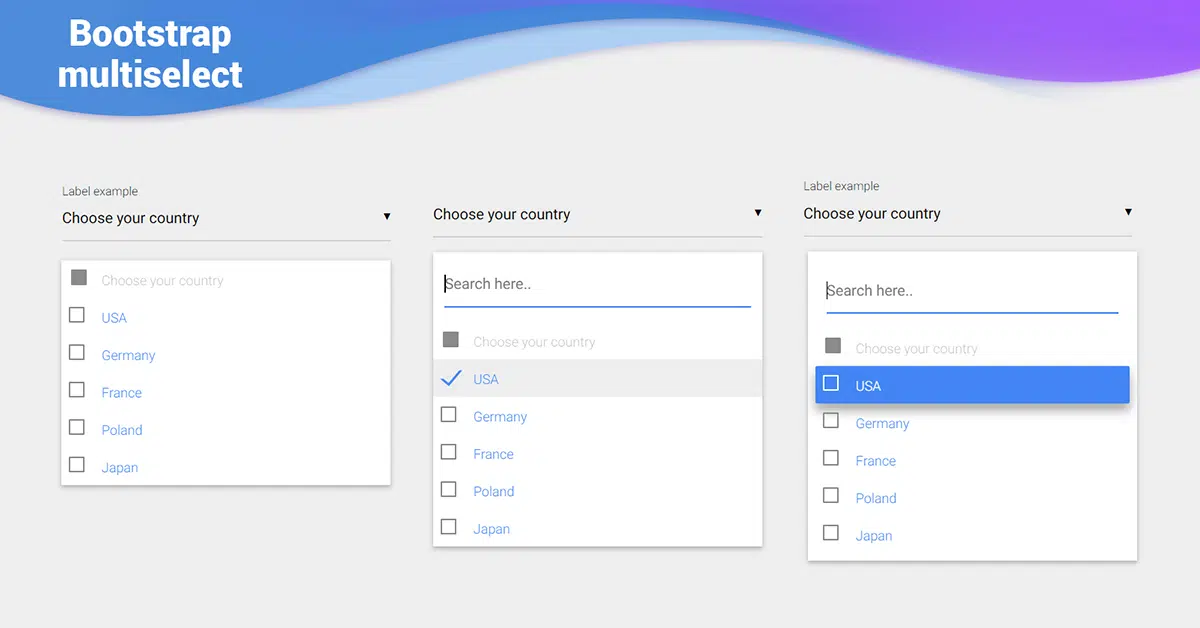 Bootstrap
multiselect
Label example
Choose your country
Choose your country
USA
Germany
France
Poland
Japan
Choose your country
Search here..
Choose your country
USA
Germany
France
Poland
Japan
Label example
Choose your country
Search here..
Choose your country
USA
Germany
France
Poland
Japan